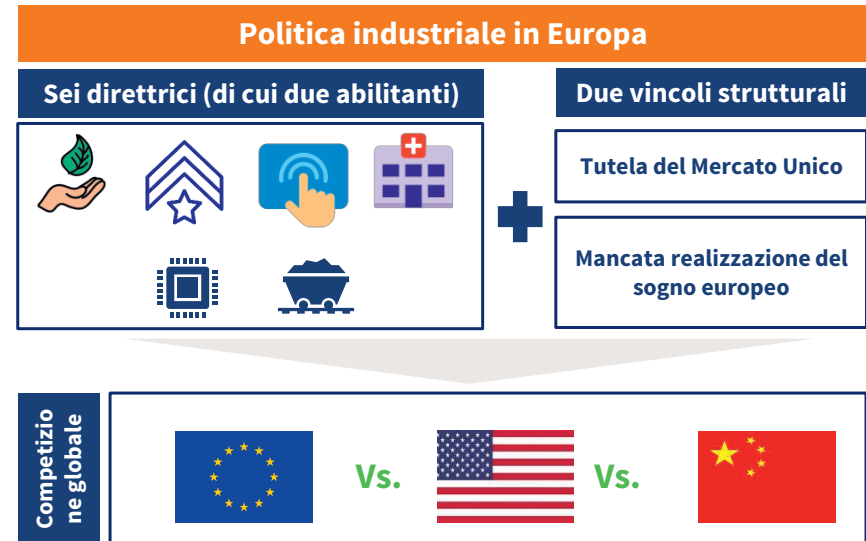 Politica industriale in Europa
Sei direttrici (di cui due abilitanti)
Due vincoli strutturali
Tutela del Mercato Unico
Mancata realizzazione del
sogno europeo
Competizio
ne globale
Vs.
Vs.